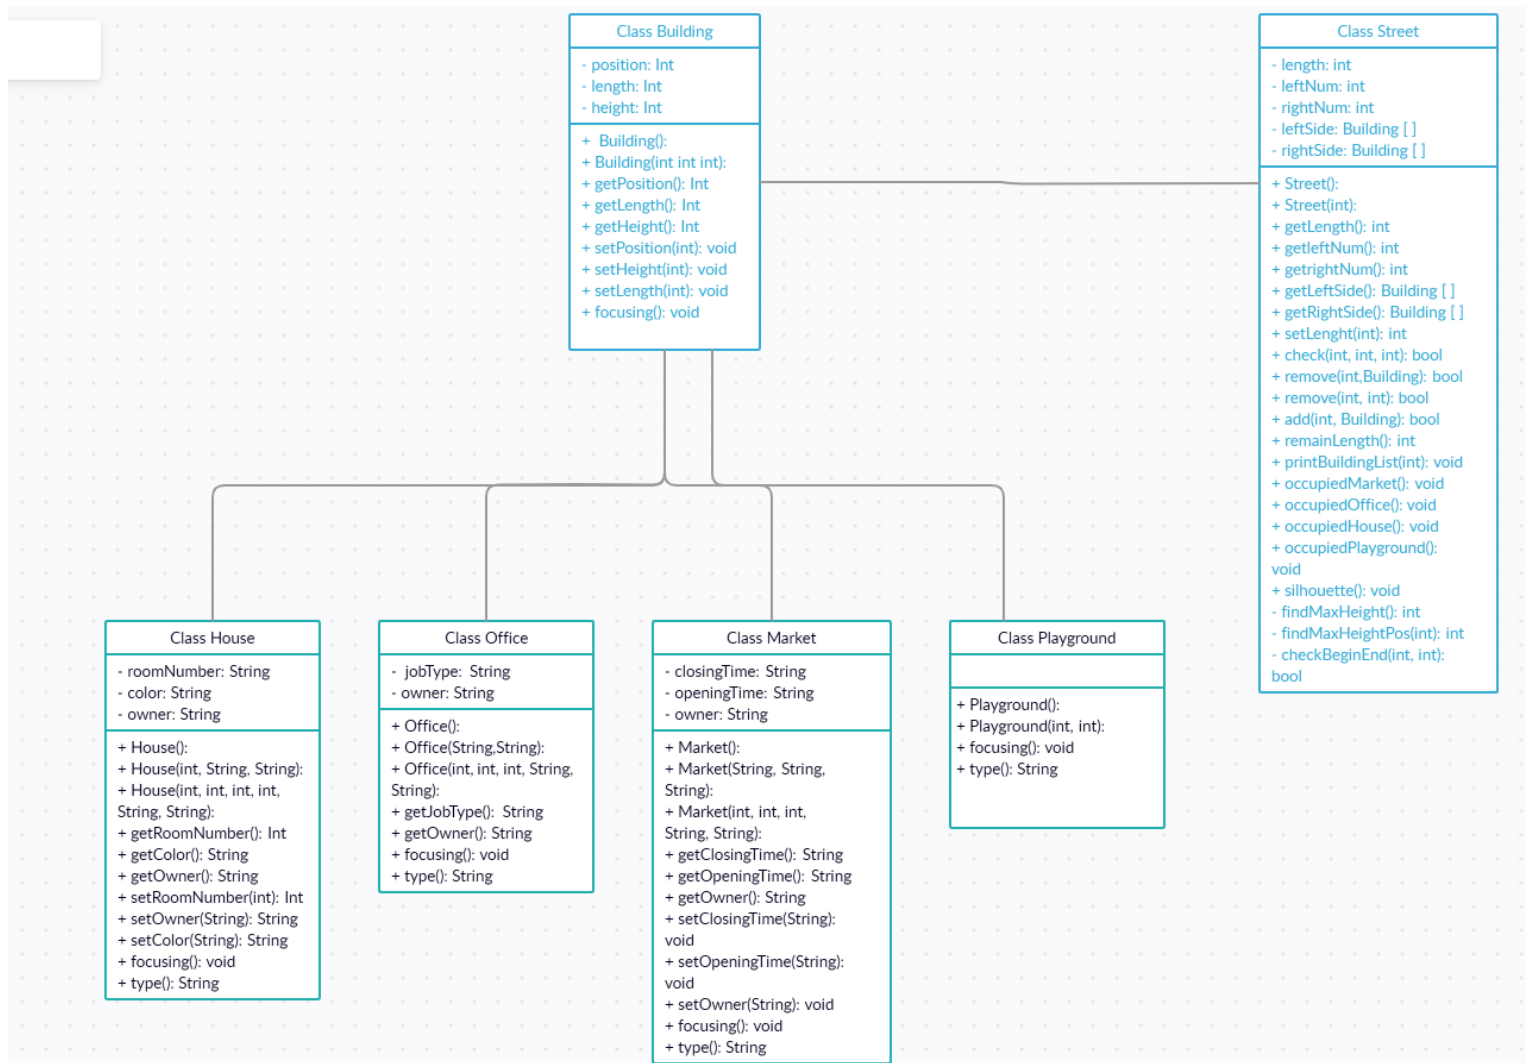 Class Building
- position: Int
- length: Int
- height: Int
+  Building():
+ Building(int int int):
+ getPosition(): Int
+ getLength(): Int
+ getHeight(): Int
+ setPosition(int): void
+ setHeight(int): void
+ setLength(int): void
+ focusing(): void
Class Street
- length: int
- leftNum: int
- rightNum: int
- leftSide: Building [ ]
- rightSide: Building [ ]
+ Street():
+ Street(int):
+ getLength(): int
+ getleftNum(): int
+ getrightNum(): int
+ getLeftSide(): Building [ ]
+ getRightSide(): Building [ ]
+ setLenght(int): int
+ check(int, int, int): bool
+ remove(int,Building): bool
+ remove(int, int): bool
+ add(int, Building): bool
+ remainLength(): int
+ printBuildingList(int): void
+ occupiedMarket(): void
+ occupiedOffice(): void
+ occupiedHouse(): void
+ occupiedPlayground():
void
+ silhouette(): void
- findMaxHeight(): int
- findMaxHeightPos(int): int
- checkBeginEnd(int, int):
bool
Class House
- roomNumber: String
- color: String
- owner: String
+ House():
+ House(int, String, String):
+ House(int, int, int, int,
String, String):
+ getRoomNumber(): Int
+ getColor(): String
+ getOwner(): String
+ setRoomNumber(int): Int
+ setOwner(String): String
+ setColor(String): String
+ focusing(): void
+ type(): String
Class Office
-  jobType:  String
- owner: String
+ Office():
+ Office(String,String):
+ Office(int, int, int, String,
String):
+ getJobType():  String
+ getOwner(): String
+ focusing(): void
+ type(): String
Class Market
- closingTime: String
- openingTime: String
- owner: String
+ Market():
+ Market(String, String,
String):
+ Market(int, int, int,
String, String):
+ getClosingTime(): String
+ getOpeningTime(): String
+ getOwner(): String
+ setClosingTime(String):
void
+ setOpeningTime(String):
void
+ setOwner(String): void
+ focusing(): void
+ type(): String
Class Playground
+ Playground():
+ Playground(int, int):
+ focusing(): void
+ type(): String